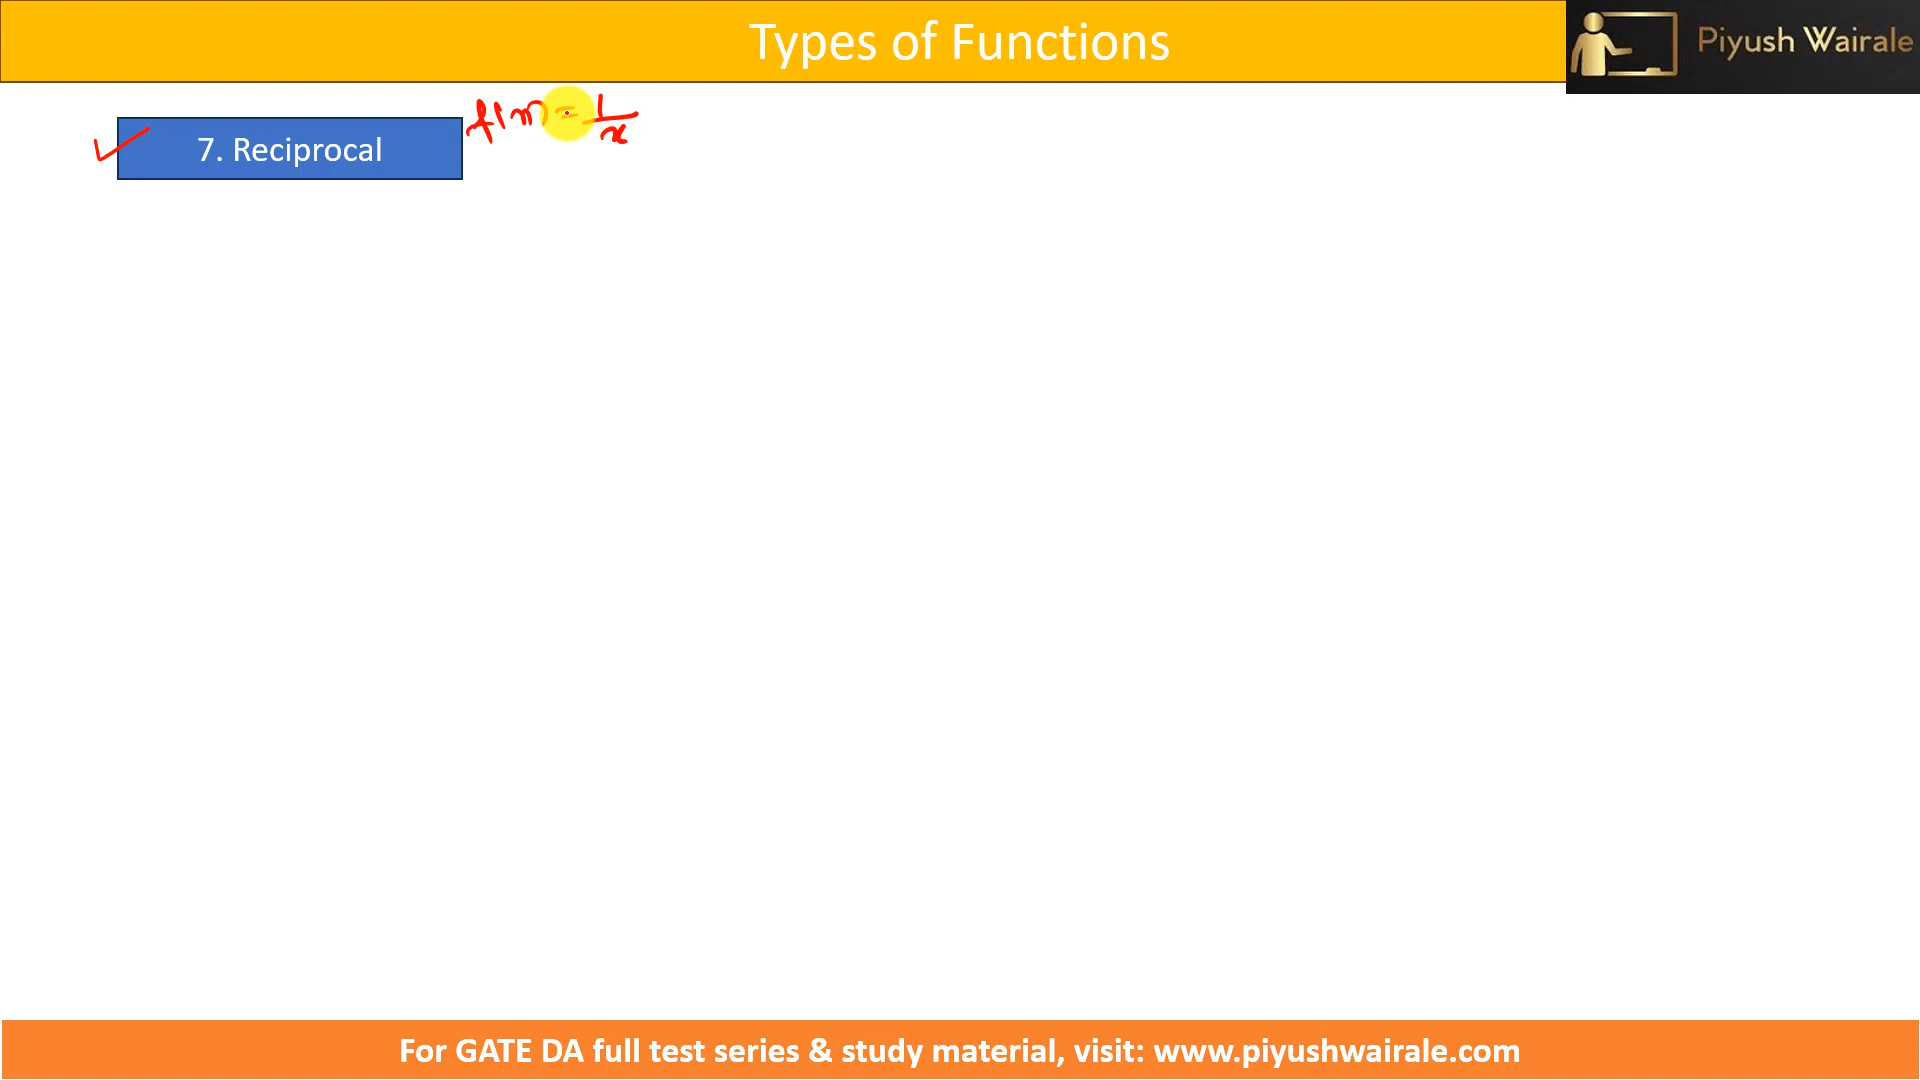 Types of Functions
Piyush Wairale
f(x) = 1/x
7. Reciprocal
For GATE DA full test series & study material, visit: www.piyushwairale.com